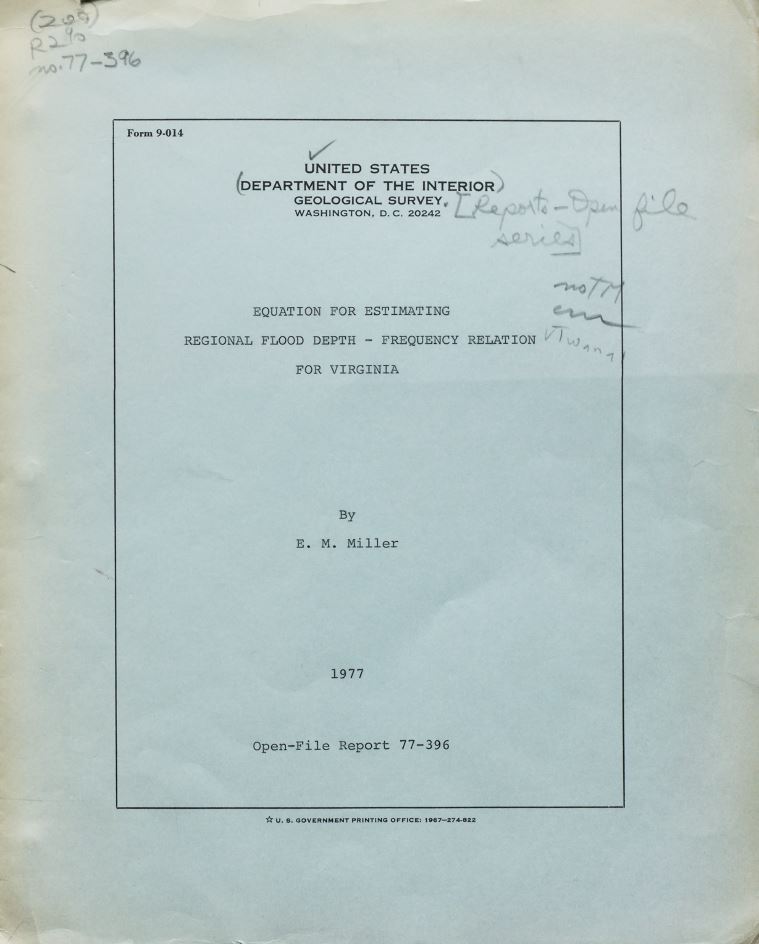 (200)
R290
no. 77-396
Form 9-014
UNITED STATES
(DEPARTMENT OF THE INTERIOR)
GEOLOGICAL SURVEY. [Reports - Open file
WASHINGTON, D. C. 20242
series]
EQUATION FOR ESTIMATING
no TM
REGIONAL FLOOD DEPTH - FREQUENCY RELATION
FOR VIRGINIA
By
E. M. Miller
1977
Open-File Report 77-396
☆ U. S. GOVERNMENT PRINTING OFFICE: 1967-274-822